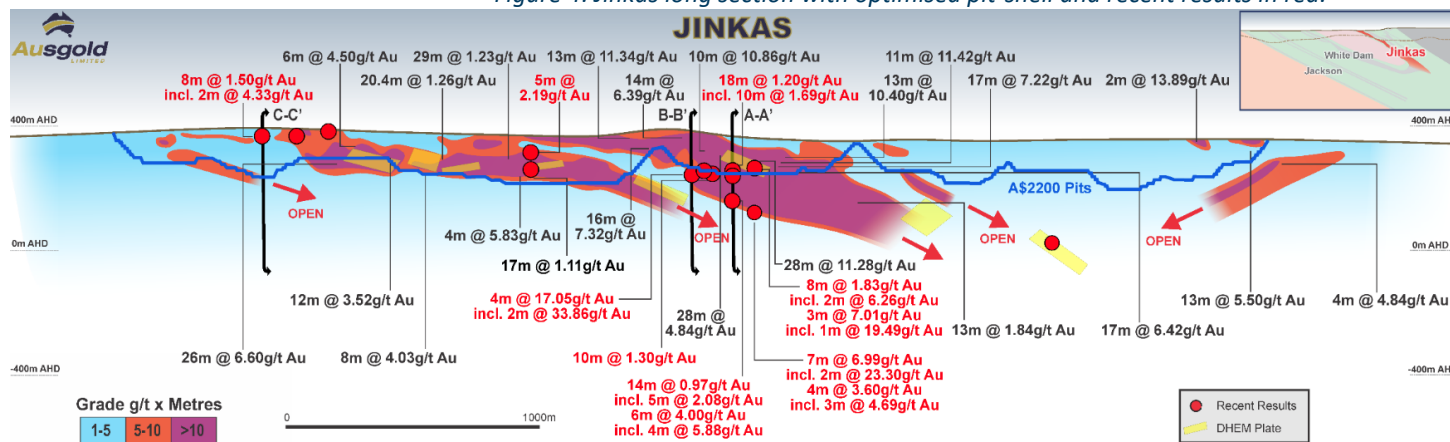 Figure 4: Jinkas long section with optimised pit-shell and recent results in red.
Ausgold
LIMITED
JINKAS
White Dam
Jinkas
Jackson
6m @ 4.50g/t Au
29m @ 1.23g/t Au
13m @ 11.34g/t Au
10m @ 10.86g/t Au
11m @ 11.42g/t Au
8m @ 1.50g/t Au
incl. 2m @ 4.33g/t Au
20.4m @ 1.26g/t Au
5m @
2.19g/t Au
14m @
6.39g/t Au
18m @ 1.20g/t Au
incl. 10m @ 1.69g/t Au
13m @
10.40g/t Au
17m @ 7.22g/t Au
2m @ 13.89g/t Au
C-C'
B-B'
A-A'
400m AHD
400m AHD
A$2200 Pits
OPEN
OPEN
OPEN
OPEN
OPEN
0m AHD
0m AHD
4m @ 5.83g/t Au
16m @
7.32g/t Au
17m @ 1.11g/t Au
28m @ 11.28g/t Au
12m @ 3.52g/t Au
4m @ 17.05g/t Au
incl. 2m @ 33.86g/t Au
28m @
4.84g/t Au
8m @ 1.83g/t Au
incl. 2m @ 6.26g/t Au
3m @ 7.01g/t Au
incl. 1m @ 19.49g/t Au
13m @ 1.84g/t Au
17m @ 6.42g/t Au
13m @ 5.50g/t Au
4m @ 4.84g/t Au
26m @ 6.60g/t Au
8m @ 4.03g/t Au
10m @ 1.30g/t Au
7m @ 6.99g/t Au
incl. 2m @ 23.30g/t Au
4m @ 3.60g/t Au
incl. 3m @ 4.69g/t Au
14m @ 0.97g/t Au
incl. 5m @ 2.08g/t Au
6m @ 4.00g/t Au
incl. 4m @ 5.88g/t Au
-400m AHD
-400m AHD
Grade g/t x Metres
1-5
5-10
>10
0
1000m
Recent Results
DHEM Plate